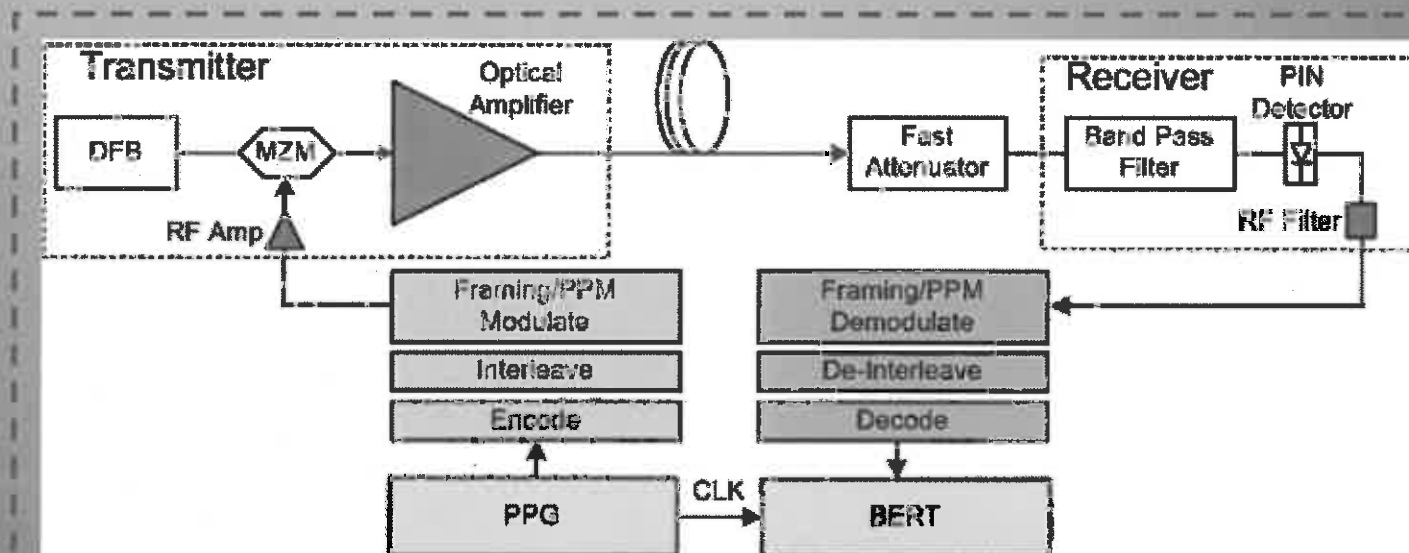 Transmitter
Optical
Amplifier
Receiver
PIN
Detector
DFB
MZM
Fast
Attenuator
Band Pass
Filter
RF Amp
RF Filter
Framing/PPM
Modulate
Framing/PPM
Demodulate
Interleave
De-Interleave
Encode
Decode
PPG
CLK
BERT